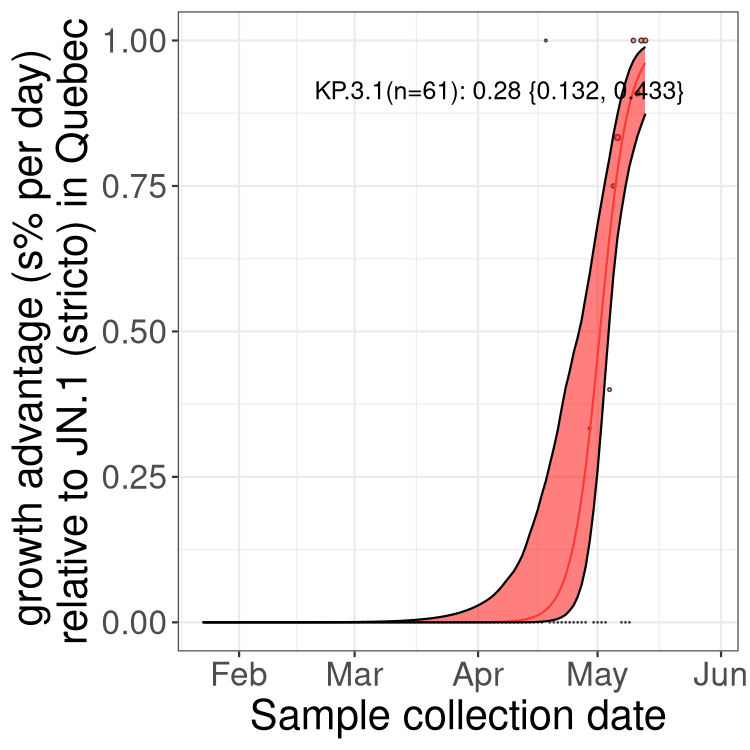 growth advantage (s% per day)
relative to JN.1 (stricto) in Quebec
1.00
0.75
0.50
0.25
0.00
KP.3.1(n=61): 0.28 {0.132, 0.433}
Feb Mar Apr May Jun
Sample collection date